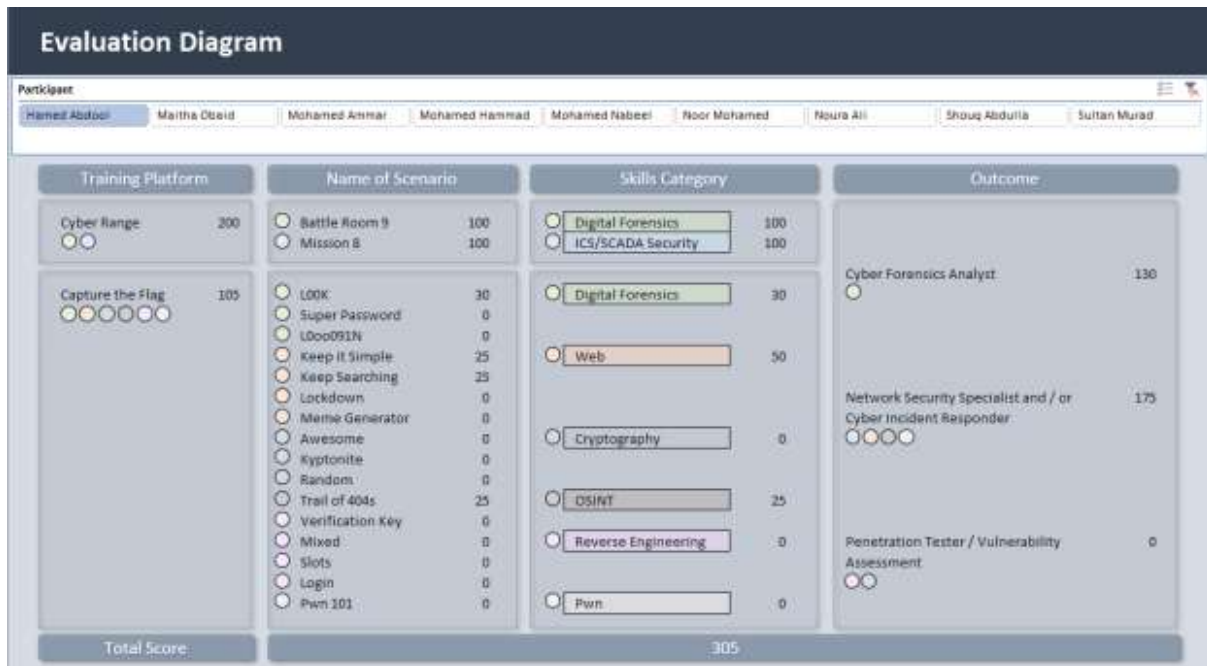 Evaluation Diagram
Participant
Hamed Abdool Maitha Obaid Mohamed Ammar Mohamed Hammad Mohamed Nabeel Noor Mohamed Noura Ali Shouq Abdulla Sultan Murad
Training Platform Name of Scenario Skills Category Outcome
Cyber Range 200
Battle Room 9 100
Mission 8 100
Digital Forensics 100
ICS/SCADA Security 100
Capture the Flag 105
L00K 30
Super Password 0
L0oo091N 0
Keep it Simple 25
Keep Searching 25
Lockdown 0
Meme Generator 0
Awesome 0
Kyptonite 0
Random 0
Trail of 404s 25
Verification Key 0
Mixed 0
Slots 0
Login 0
Pwn 101 0
Digital Forensics 30
Web 50
Cryptography 0
OSINT 25
Reverse Engineering 0
Pwn 0
Cyber Forensics Analyst 130
Network Security Specialist and / or 175
Cyber Incident Responder
Penetration Tester / Vulnerability 0
Assessment
Total Score 305